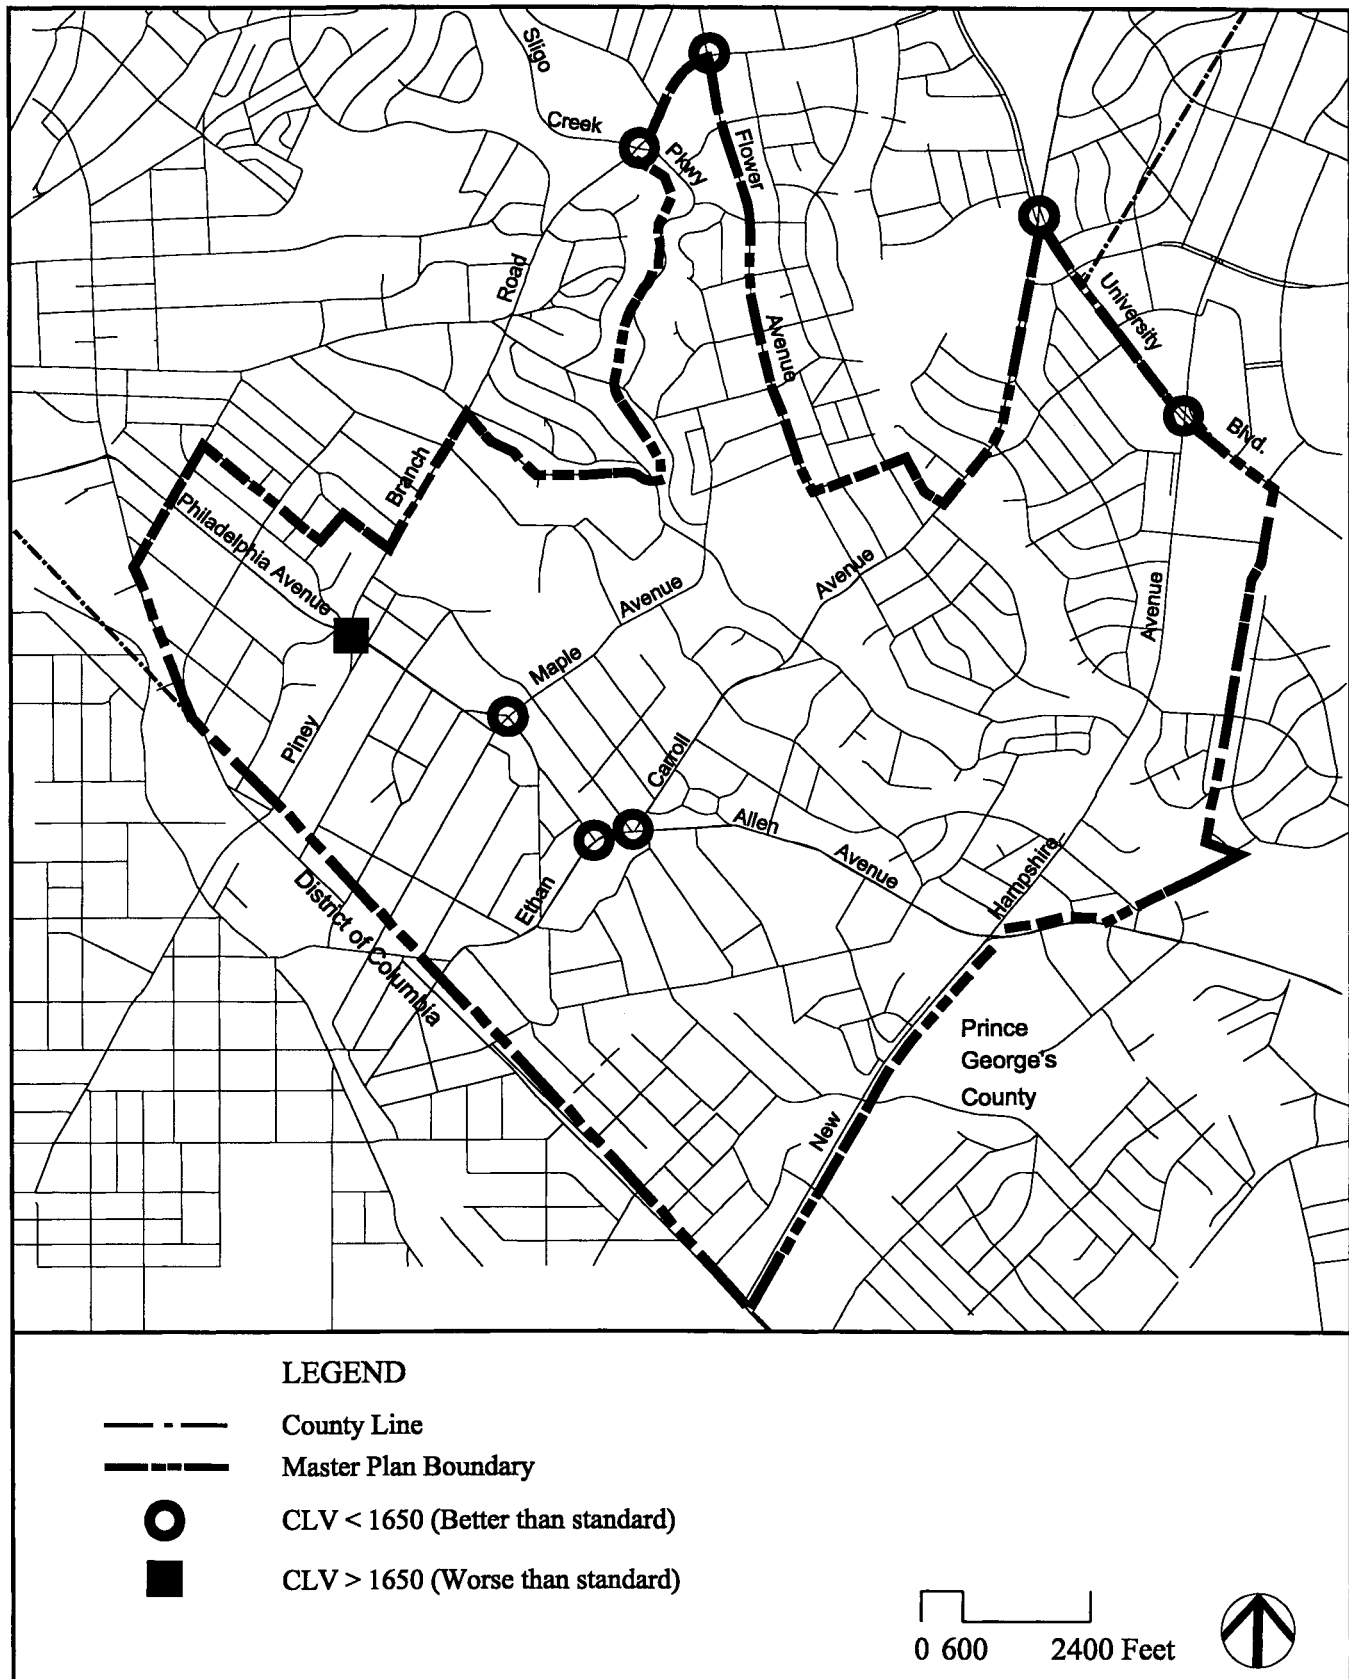 Sligo
Creek
Pkwy
Flower
Avenue
Road
Branch
University
Blvd.
Philadelphia Avenue
Avenue
Avenue
Avenue
Maple
Piney
Carroll
Allen
Avenue
Ethan
Hampshire
District of Columbia
New
Prince
George's
County
LEGEND
County Line
Master Plan Boundary
CLV < 1650 (Better than standard)
CLV > 1650 (Worse than standard)
0 600 2400 Feet